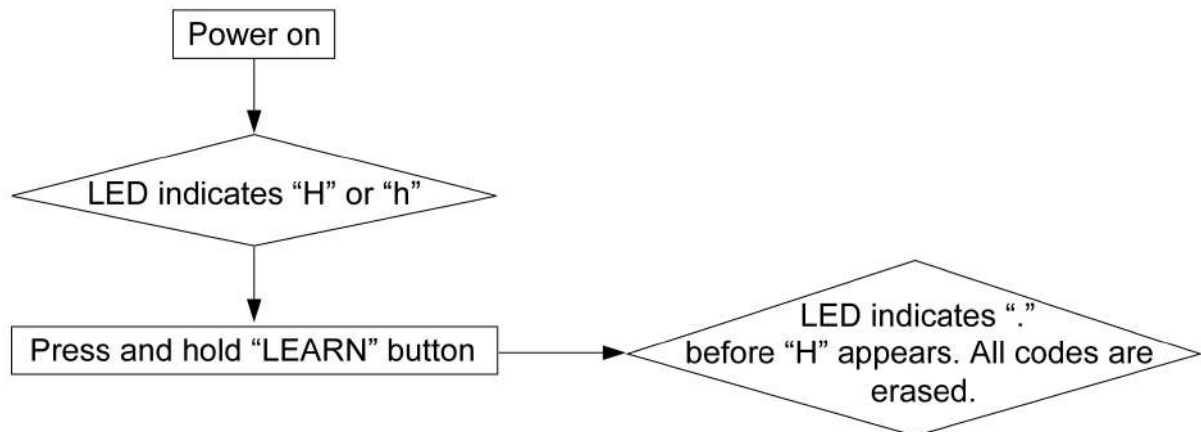 Power on
LED indicates “H” or “h”
Press and hold “LEARN” button
LED indicates “.”
before “H” appears. All codes are
erased.